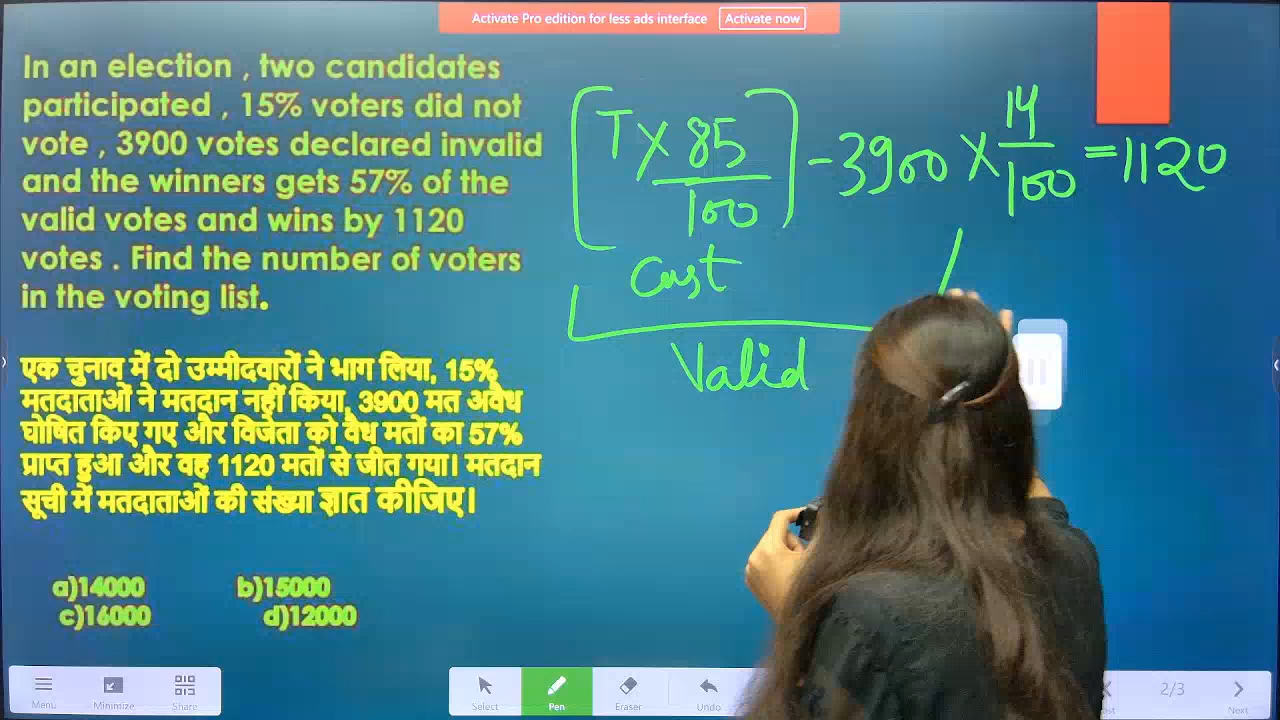 Activate Pro edition for less ads interface Activate now
In an election , two candidates
participated , 15% voters did not
vote , 3900 votes declared invalid
and the winners gets 57% of the
valid votes and wins by 1120
votes . Find the number of voters
in the voting list.
एक चुनाव में दो उम्मीदवारों ने भाग लिया, 15%
मतदाताओं ने मतदान नहीं किया, 3900 मत अवैध
घोषित किए गए और विजेता को वैध मतों का 57%
प्राप्त हुआ और वह 1120 मतों से जीत गया। मतदान
सूची में मतदाताओं की संख्या ज्ञात कीजिए।
a)14000 b)15000
c)16000 d)12000
[T × 85/100] - 3900 × 14/100 = 1120
Cast
Valid
Menu Minimize Share Select Pen Eraser Undo 2/3 Next